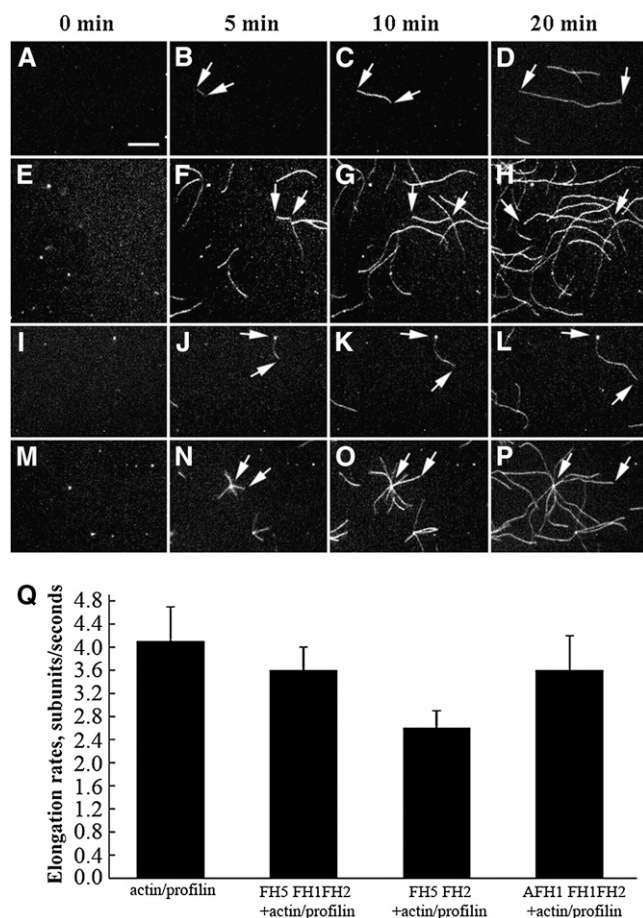 0 min 5 min 10 min 20 min
A B C D
E F G H
I J K L
M N O P
Q
Elongation rates, subunits/seconds
4.8
4.4
4.0
3.6
3.2
2.8
2.4
2.0
1.6
1.2
0.8
0.4
0.0
actin/profilin FH5 FH1FH2 FH5 FH2 AFH1 FH1FH2
+actin/profilin +actin/profilin +actin/profilin